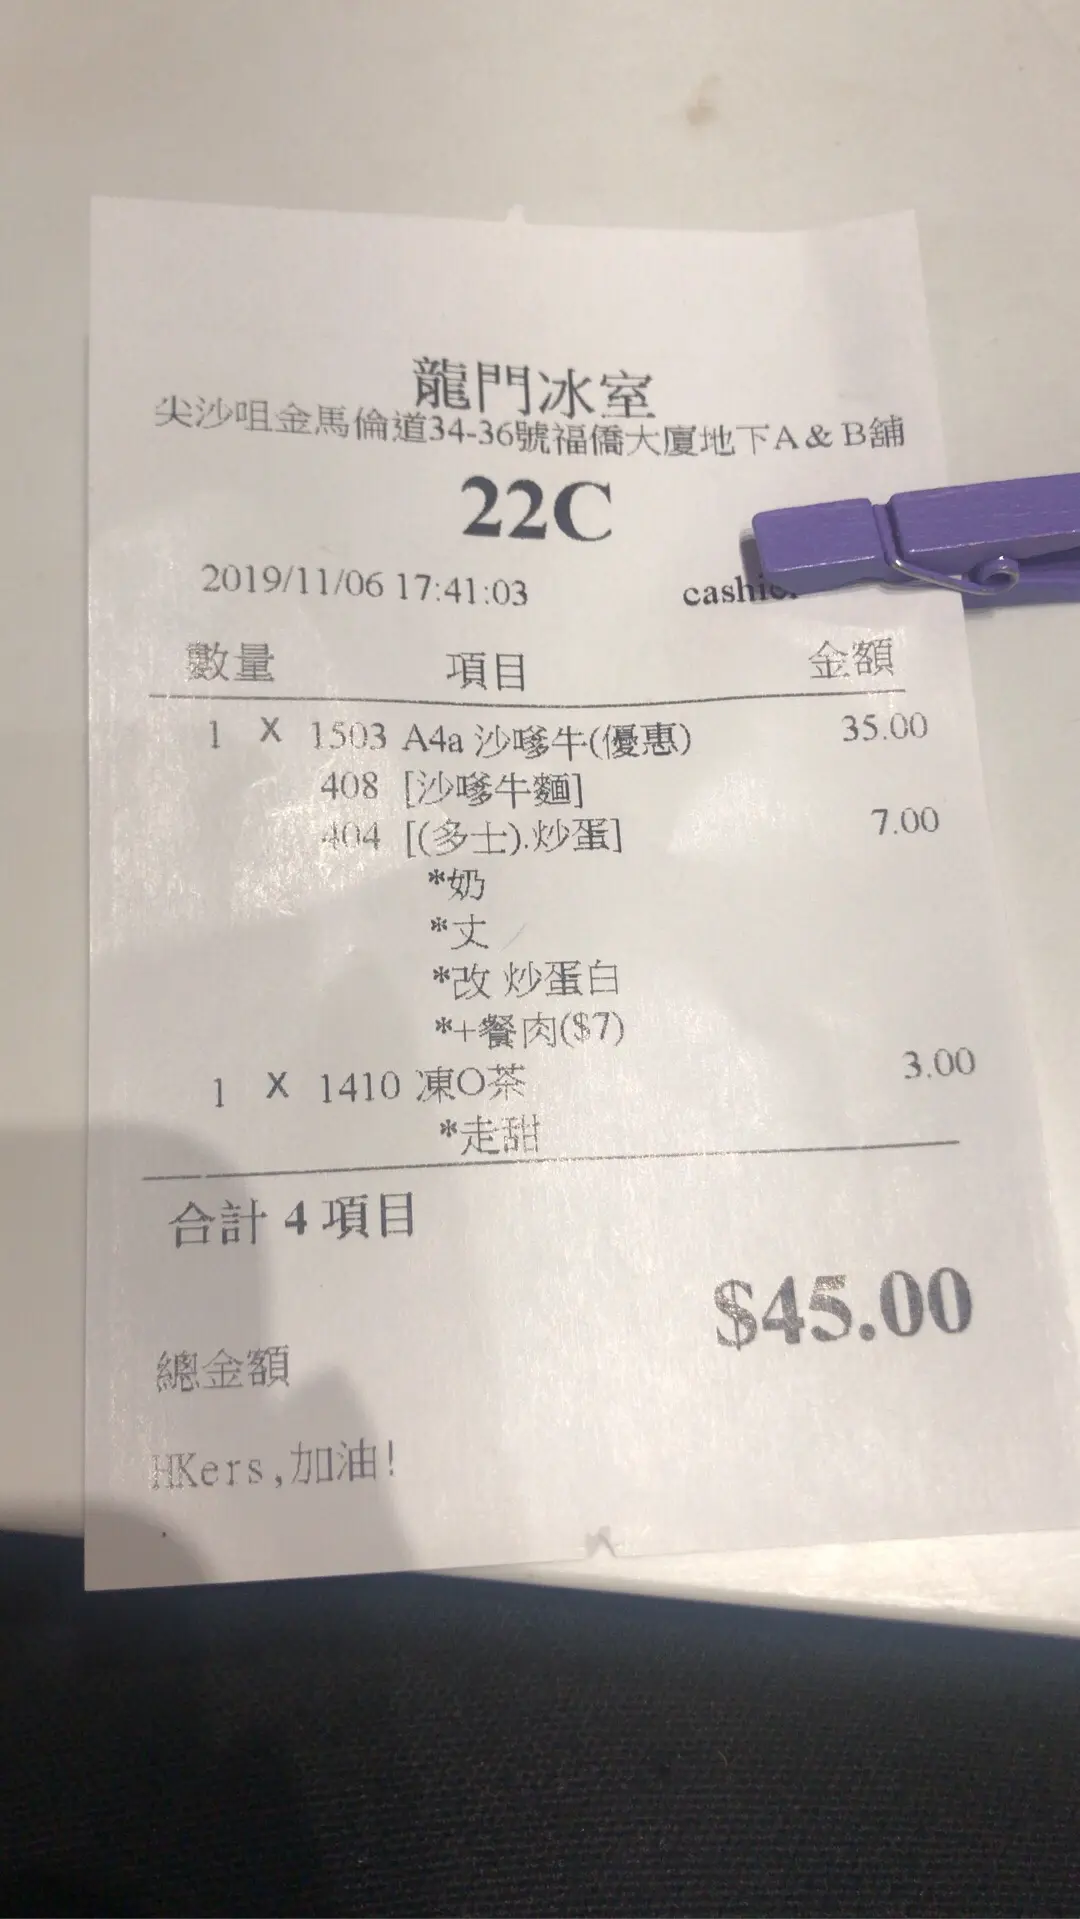 龍門冰室
尖沙咀金馬倫道34-36號福僑大廈地下A&B舖
22C
2019/11/06 17:41:03
數量 項目 金額
1 X 1503 A4a 沙嗲牛(優惠) 35.00
408 [沙嗲牛麵]
404 [(多士).炒蛋] 7.00
*奶
*丈
*改 炒蛋白
*+餐肉($7)
1 X 1410 凍O茶 3.00
*走甜
合計 4 項目
$45.00
總金額
HKers,加油!